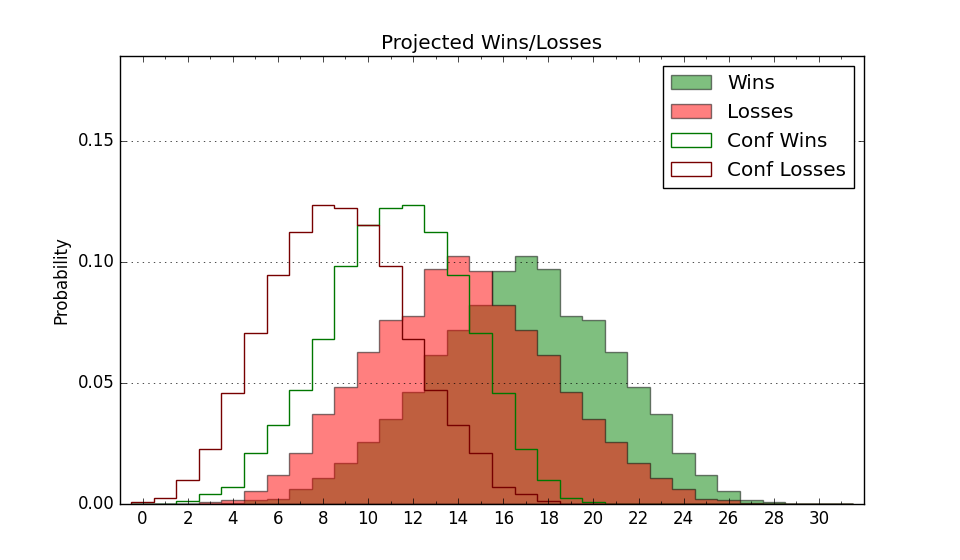 Projected Wins/Losses
Wins
Losses
Conf Wins
Conf Losses
Probability
0.15
0.10
0.05
0.00
0 2 4 6 8 10 12 14 16 18 20 22 24 26 28 30